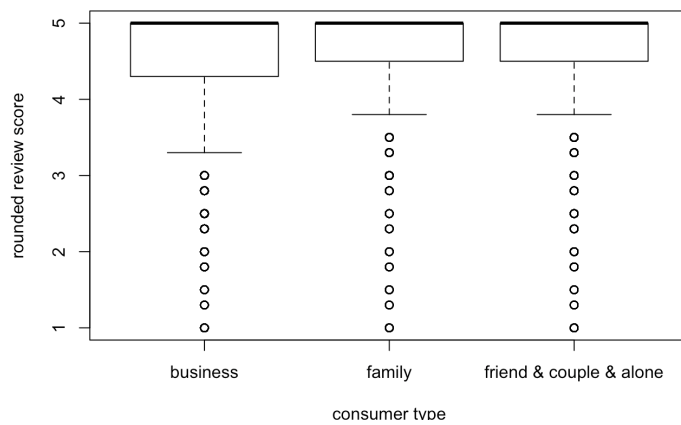 rounded review score
5
4
3
2
1
business family friend & couple & alone
consumer type